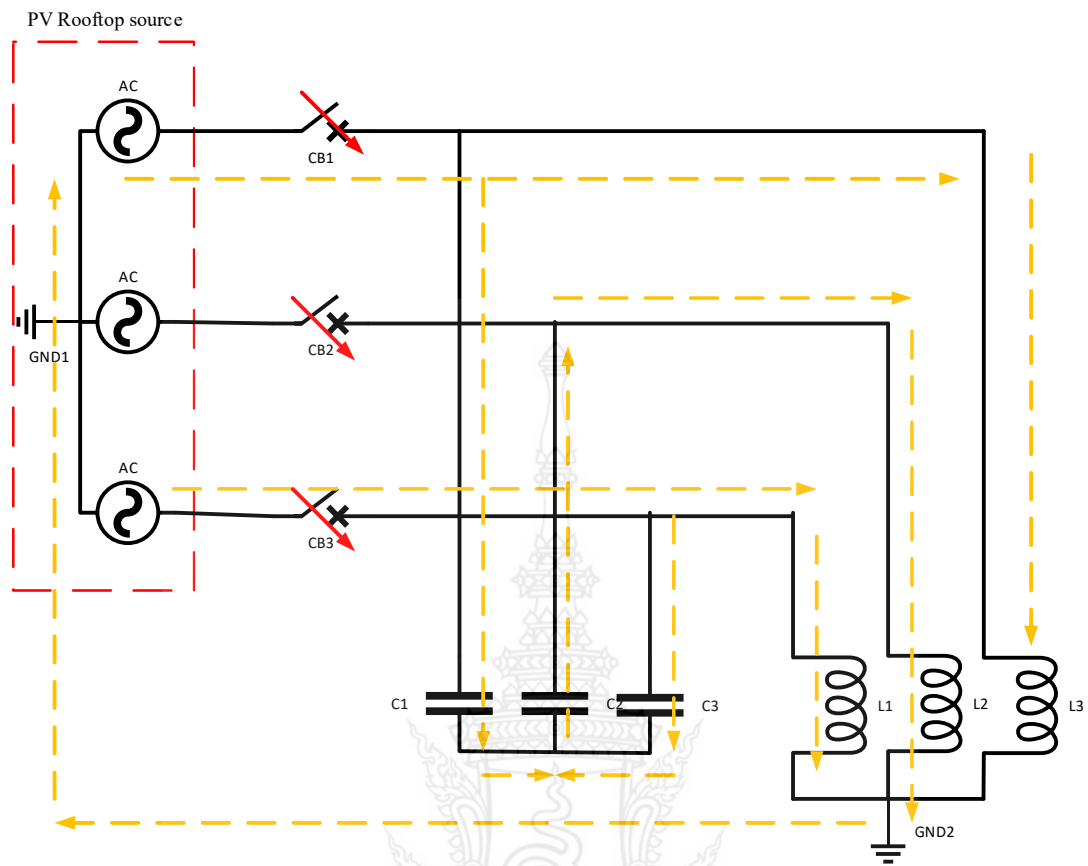 PV Rooftop source
AC
CB1
AC
CB2
GND1
AC
CB3
C1
C2
C3
L1
L2
L3
GND2